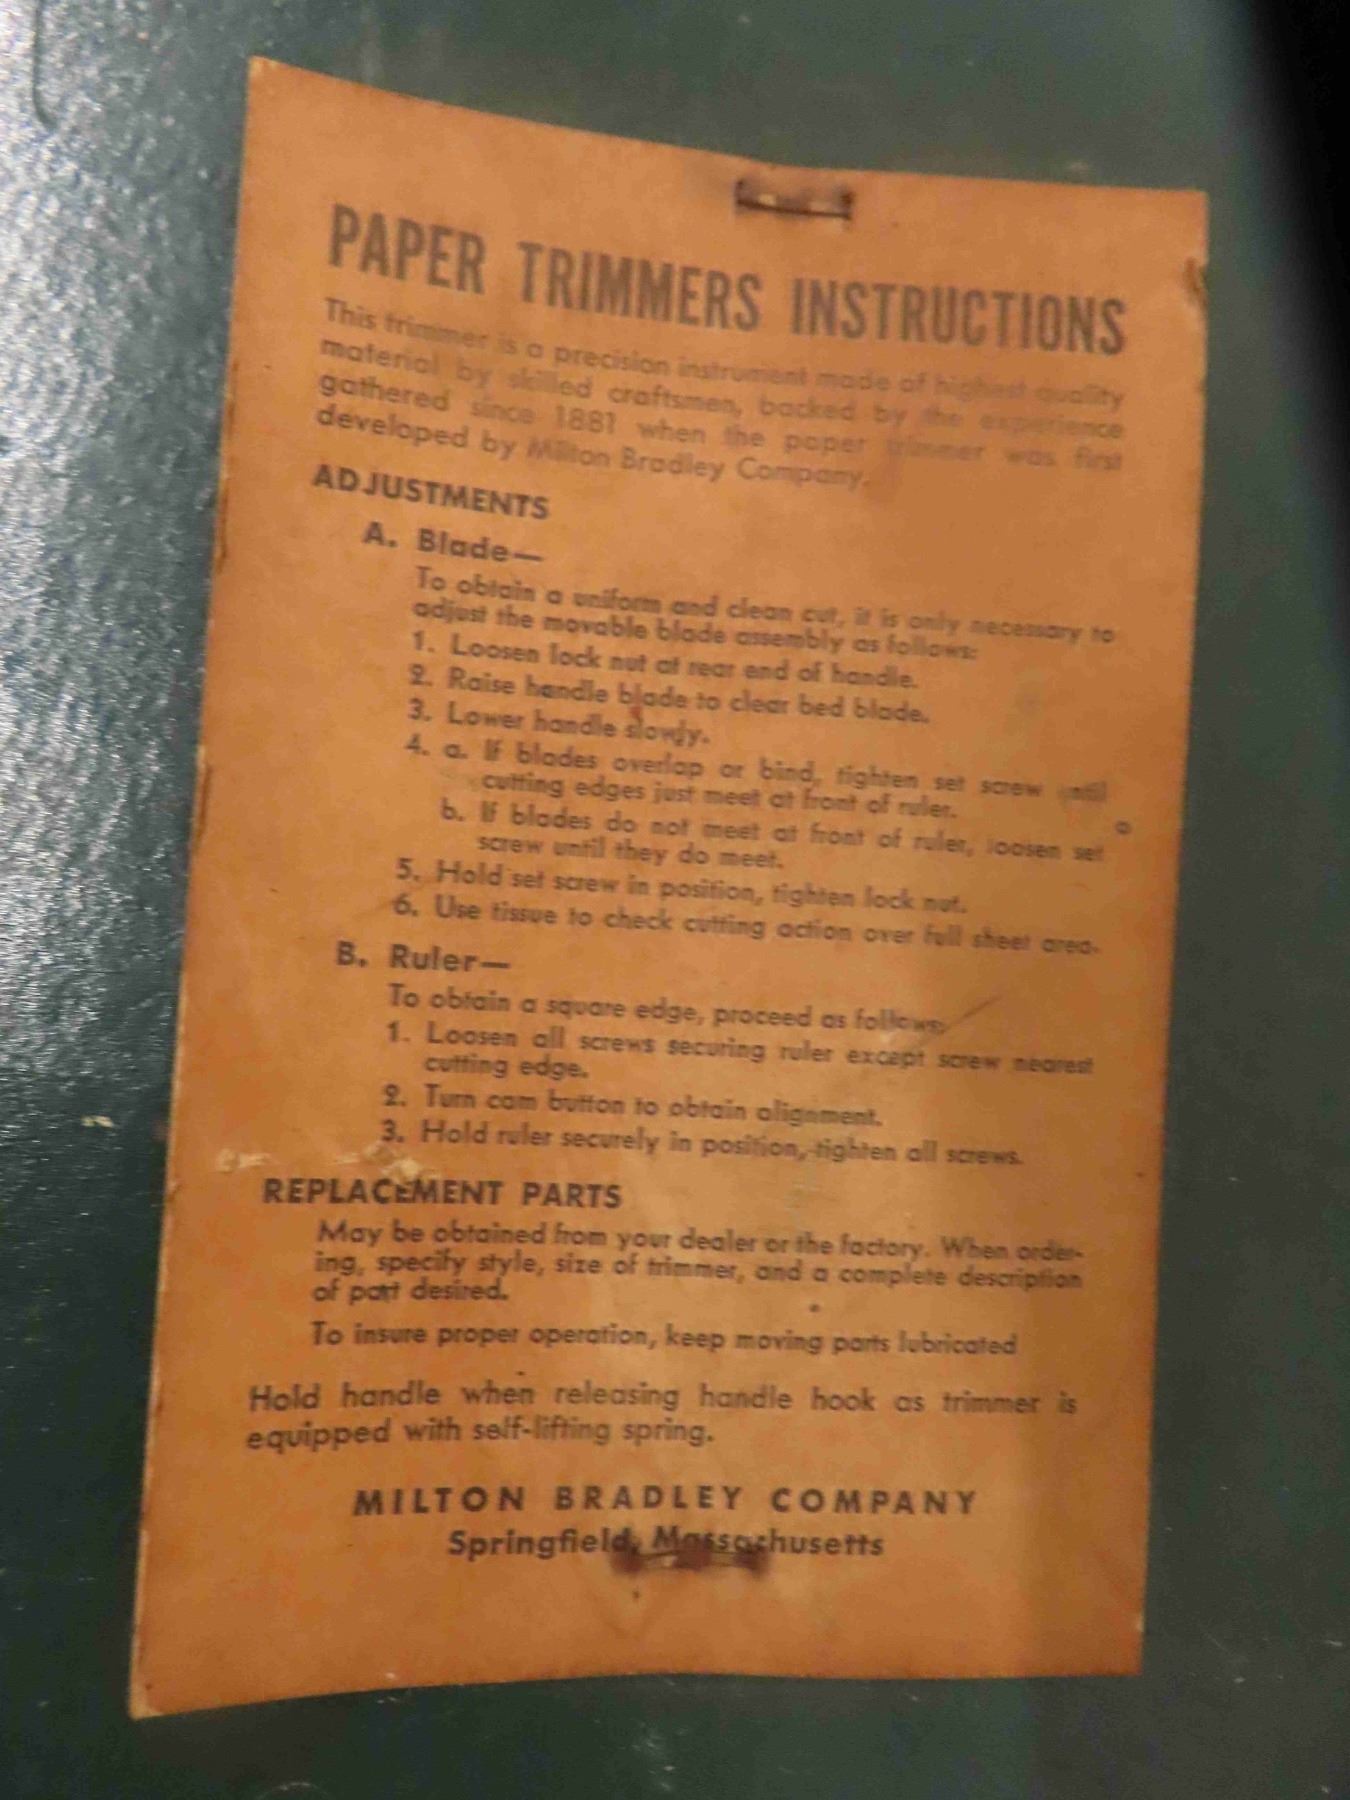 PAPER TRIMMERS INSTRUCTIONS
This trimmer is a precision instrument made of highest quality
material by skilled craftsmen, backed by the experience
gathered since 1881 when the paper trimmer was first
developed by Milton Bradley Company.
ADJUSTMENTS
A. Blade—
To obtain a uniform and clean cut, it is only necessary to
adjust the movable blade assembly as follows:
1. Loosen lock nut at rear end of handle.
2. Raise handle blade to clear bed blade.
3. Lower handle slowly.
4. a. If blades overlap or bind, tighten set screw until
cutting edges just meet at front of ruler.
b. If blades do not meet at front of ruler, loosen set
screw until they do meet.
5. Hold set screw in position, tighten lock nut.
6. Use tissue to check cutting action over full sheet area.
B. Ruler—
To obtain a square edge, proceed as follows:
1. Loosen all screws securing ruler except screw nearest
cutting edge.
2. Turn cam button to obtain alignment.
3. Hold ruler securely in position, tighten all screws.
REPLACEMENT PARTS
May be obtained from your dealer or the factory. When order-
ing, specify style, size of trimmer, and a complete description
of part desired.
To insure proper operation, keep moving parts lubricated
Hold handle when releasing handle hook as trimmer is
equipped with self-lifting spring.
MILTON BRADLEY COMPANY
Springfield, Massachusetts